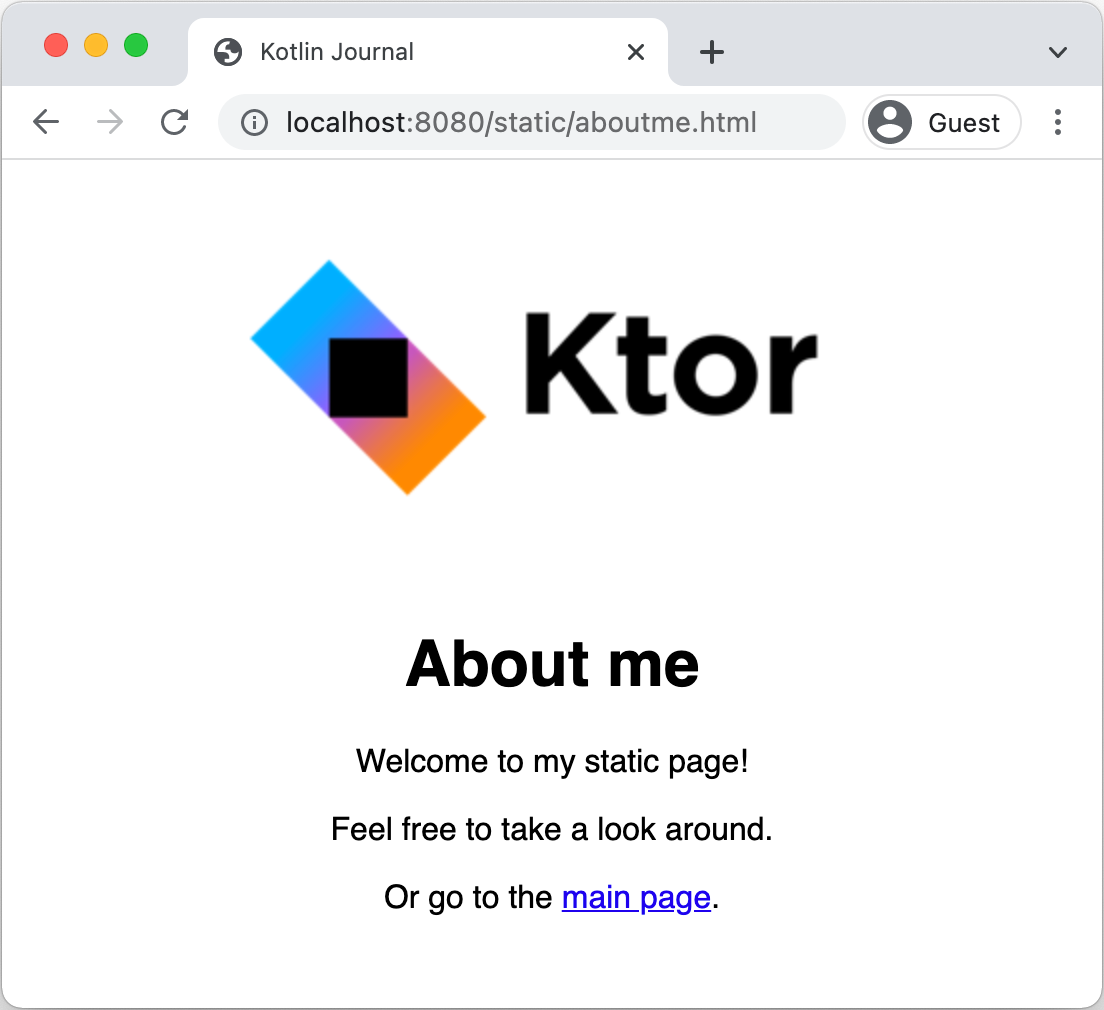 Kotlin Journal
localhost:8080/static/aboutme.html
Guest
Ktor
About me
Welcome to my static page!
Feel free to take a look around.
Or go to the main page.